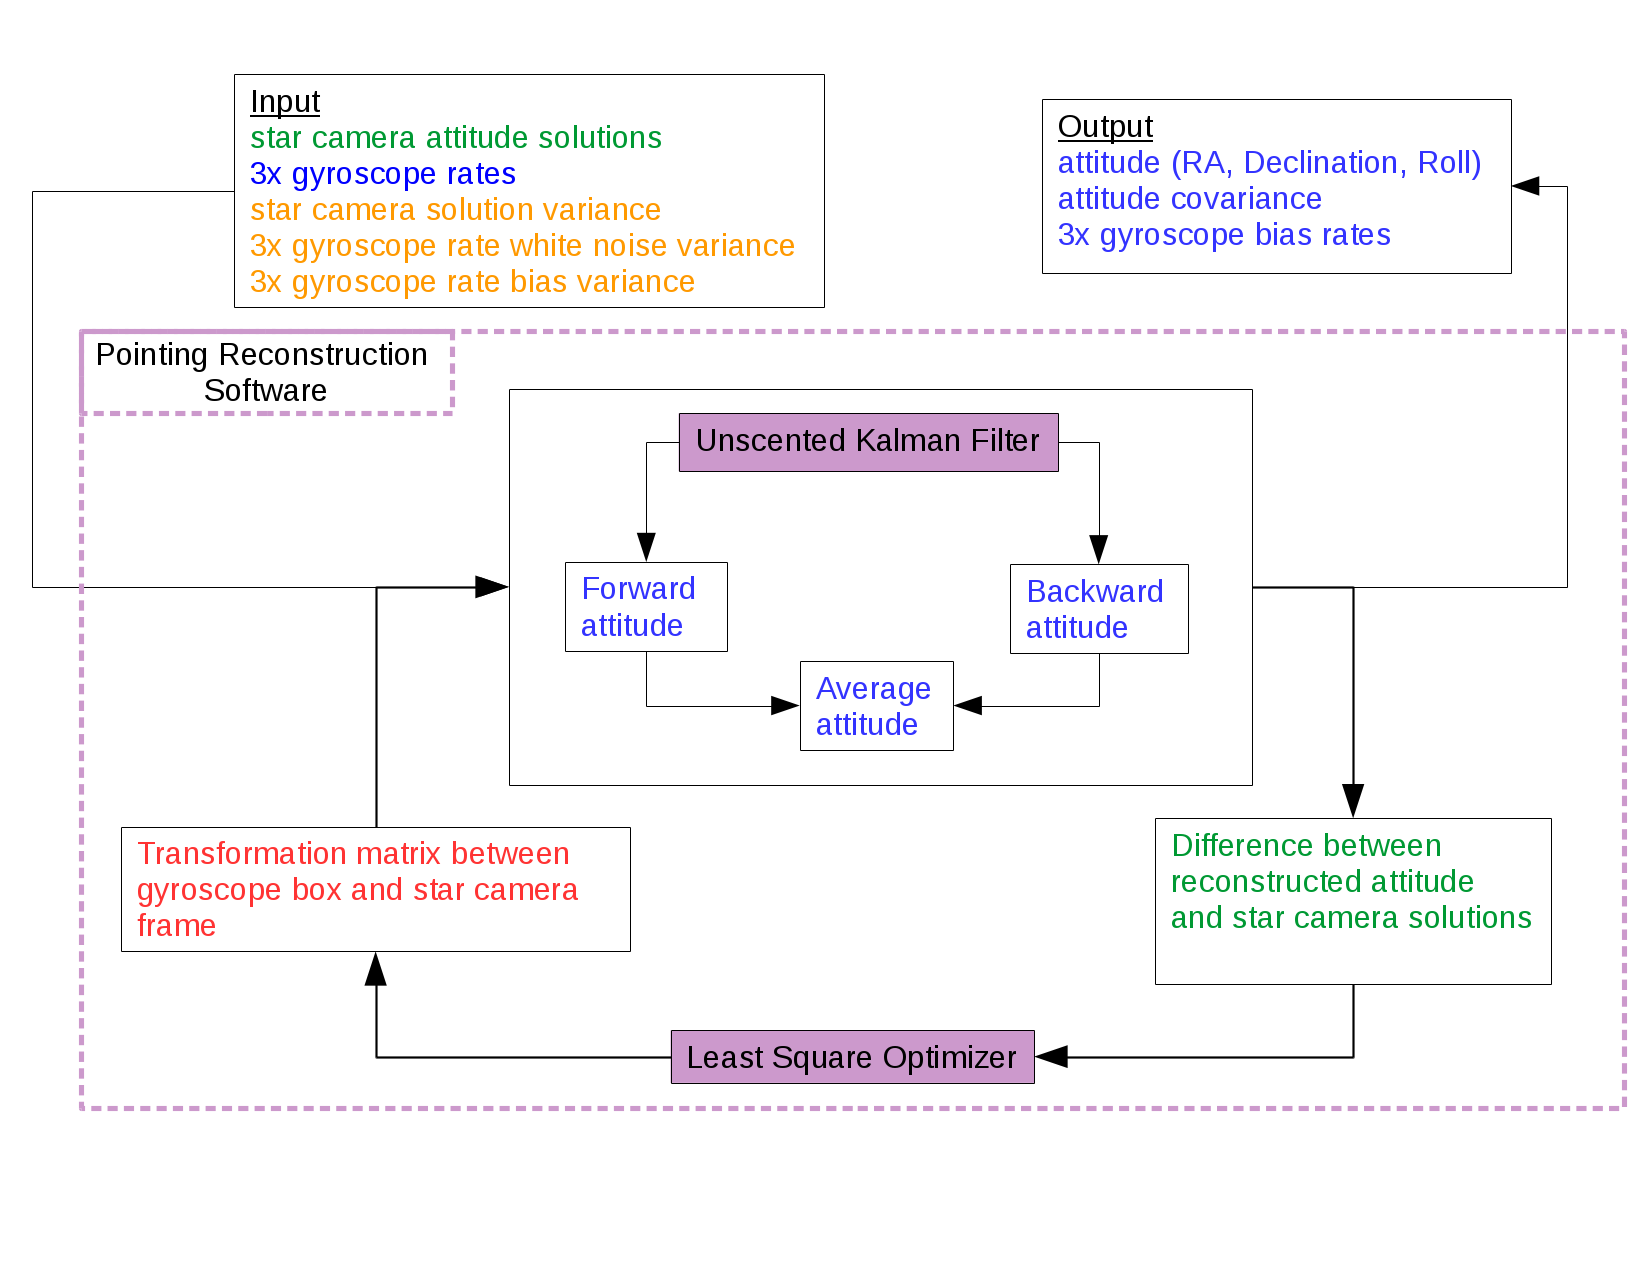 Input
star camera attitude solutions
3x gyroscope rates
star camera solution variance
3x gyroscope rate white noise variance
3x gyroscope rate bias variance
Output
attitude (RA, Declination, Roll)
attitude covariance
3x gyroscope bias rates
Pointing Reconstruction
Software
Unscented Kalman Filter
Forward
attitude
Backward
attitude
Average
attitude
Transformation matrix between
gyroscope box and star camera
frame
Difference between
reconstructed attitude
and star camera solutions
Least Square Optimizer